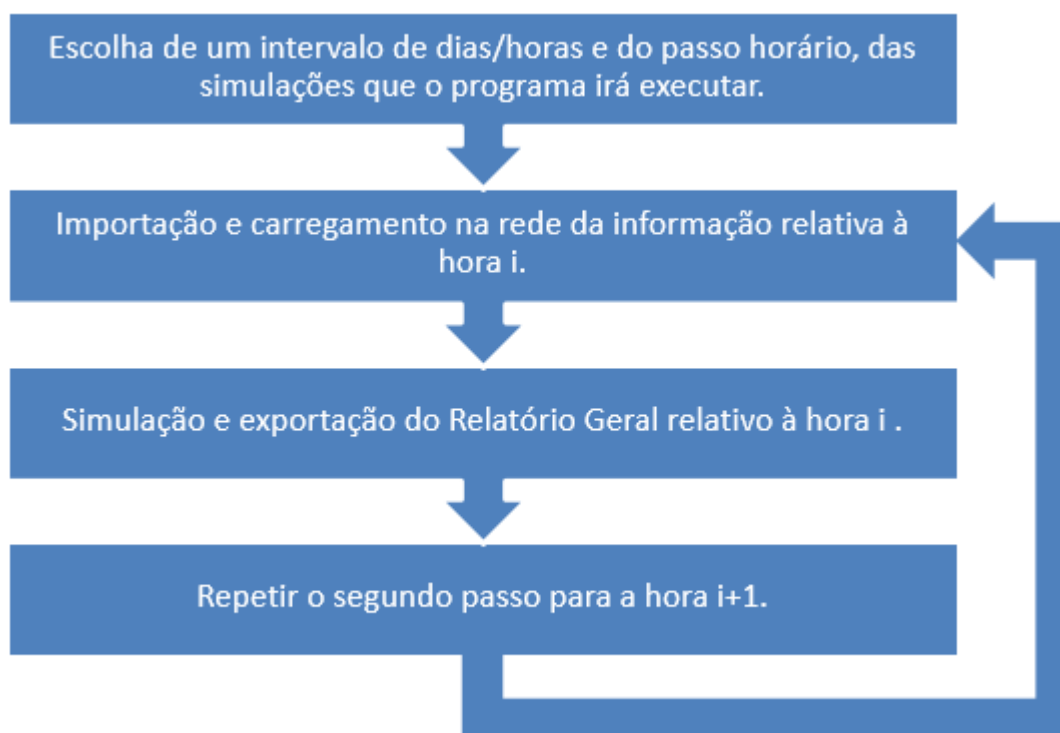 Escolha de um intervalo de dias/horas e do passo horário, das
simulações que o programa irá executar.
Importação e carregamento na rede da informação relativa à
hora i.
Simulação e exportação do Relatório Geral relativo à hora i .
Repetir o segundo passo para a hora i+1.